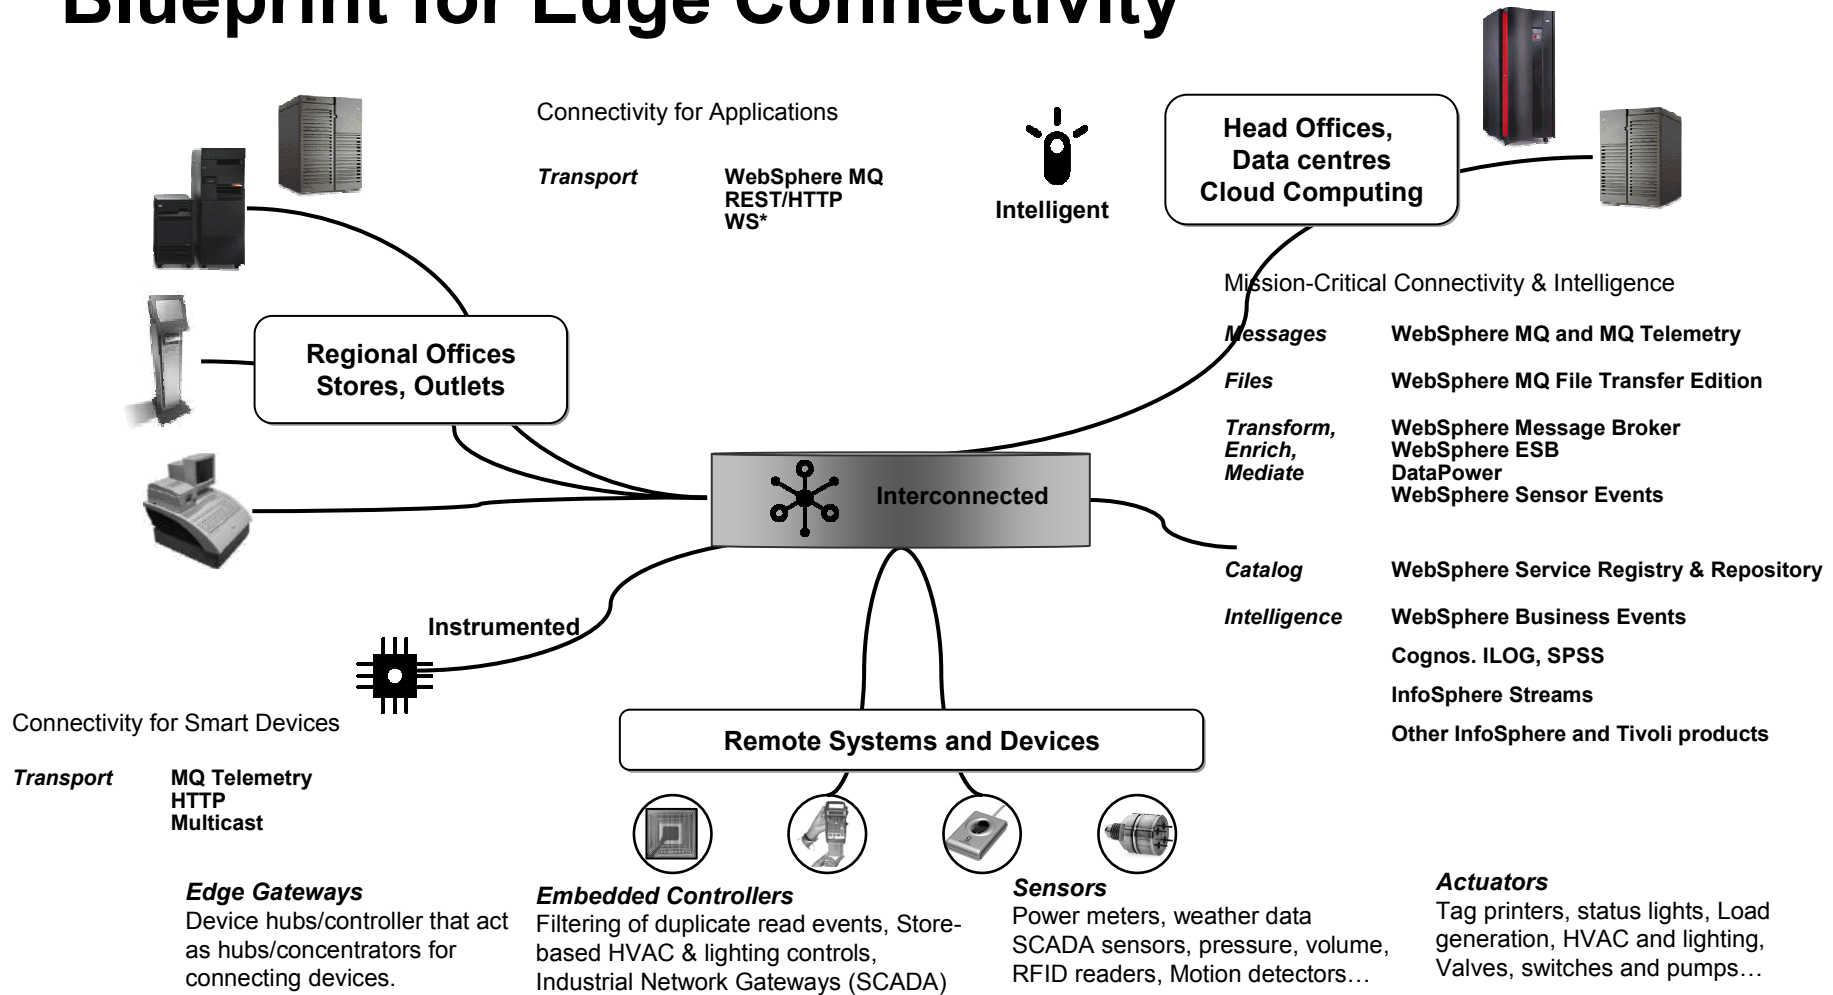 Blueprint for Edge Connectivity
Connectivity for Applications
Transport WebSphere MQ
REST/HTTP
WS*
Intelligent
Head Offices,
Data centres
Cloud Computing
Regional Offices
Stores, Outlets
Mission-Critical Connectivity & Intelligence
Messages WebSphere MQ and MQ Telemetry
Files WebSphere MQ File Transfer Edition
Transform, WebSphere Message Broker
Enrich, WebSphere ESB
Mediate DataPower
WebSphere Sensor Events
Catalog WebSphere Service Registry & Repository
Intelligence WebSphere Business Events
Cognos. ILOG, SPSS
InfoSphere Streams
Other InfoSphere and Tivoli products
Interconnected
Instrumented
Connectivity for Smart Devices
Transport MQ Telemetry
HTTP
Multicast
Remote Systems and Devices
Edge Gateways
Device hubs/controller that act
as hubs/concentrators for
connecting devices.
Embedded Controllers
Filtering of duplicate read events, Store-
based HVAC & lighting controls,
Industrial Network Gateways (SCADA)
Sensors
Power meters, weather data
SCADA sensors, pressure, volume,
RFID readers, Motion detectors…
Actuators
Tag printers, status lights, Load
generation, HVAC and lighting,
Valves, switches and pumps…